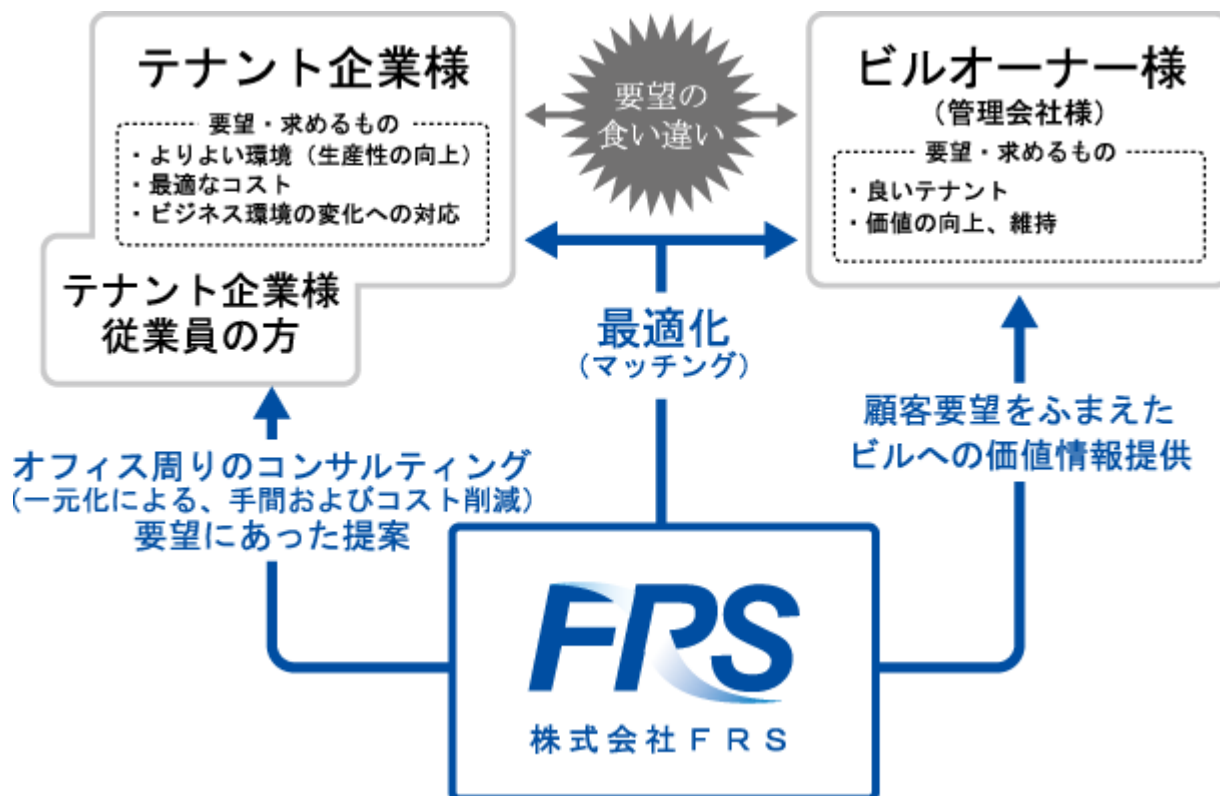 テナント企業様
要望・求めるもの
・よりよい環境（生産性の向上）
・最適なコスト
・ビジネス環境の変化への対応
テナント企業様
従業員の方
要望の
食い違い
ビルオーナー様
（管理会社様）
要望・求めるもの
・良いテナント
・価値の向上、維持
最適化
（マッチング）
オフィス周りのコンサルティング
（一元化による、手間およびコスト削減）
要望にあった提案
顧客要望をふまえた
ビルへの価値情報提供
FRS
株式会社ＦＲＳ